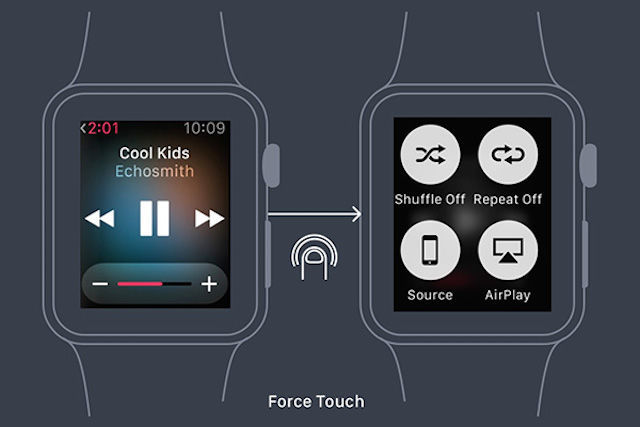 <2:01 10:09
Cool Kids
Echosmith
Shuffle Off Repeat Off
Source AirPlay
Force Touch